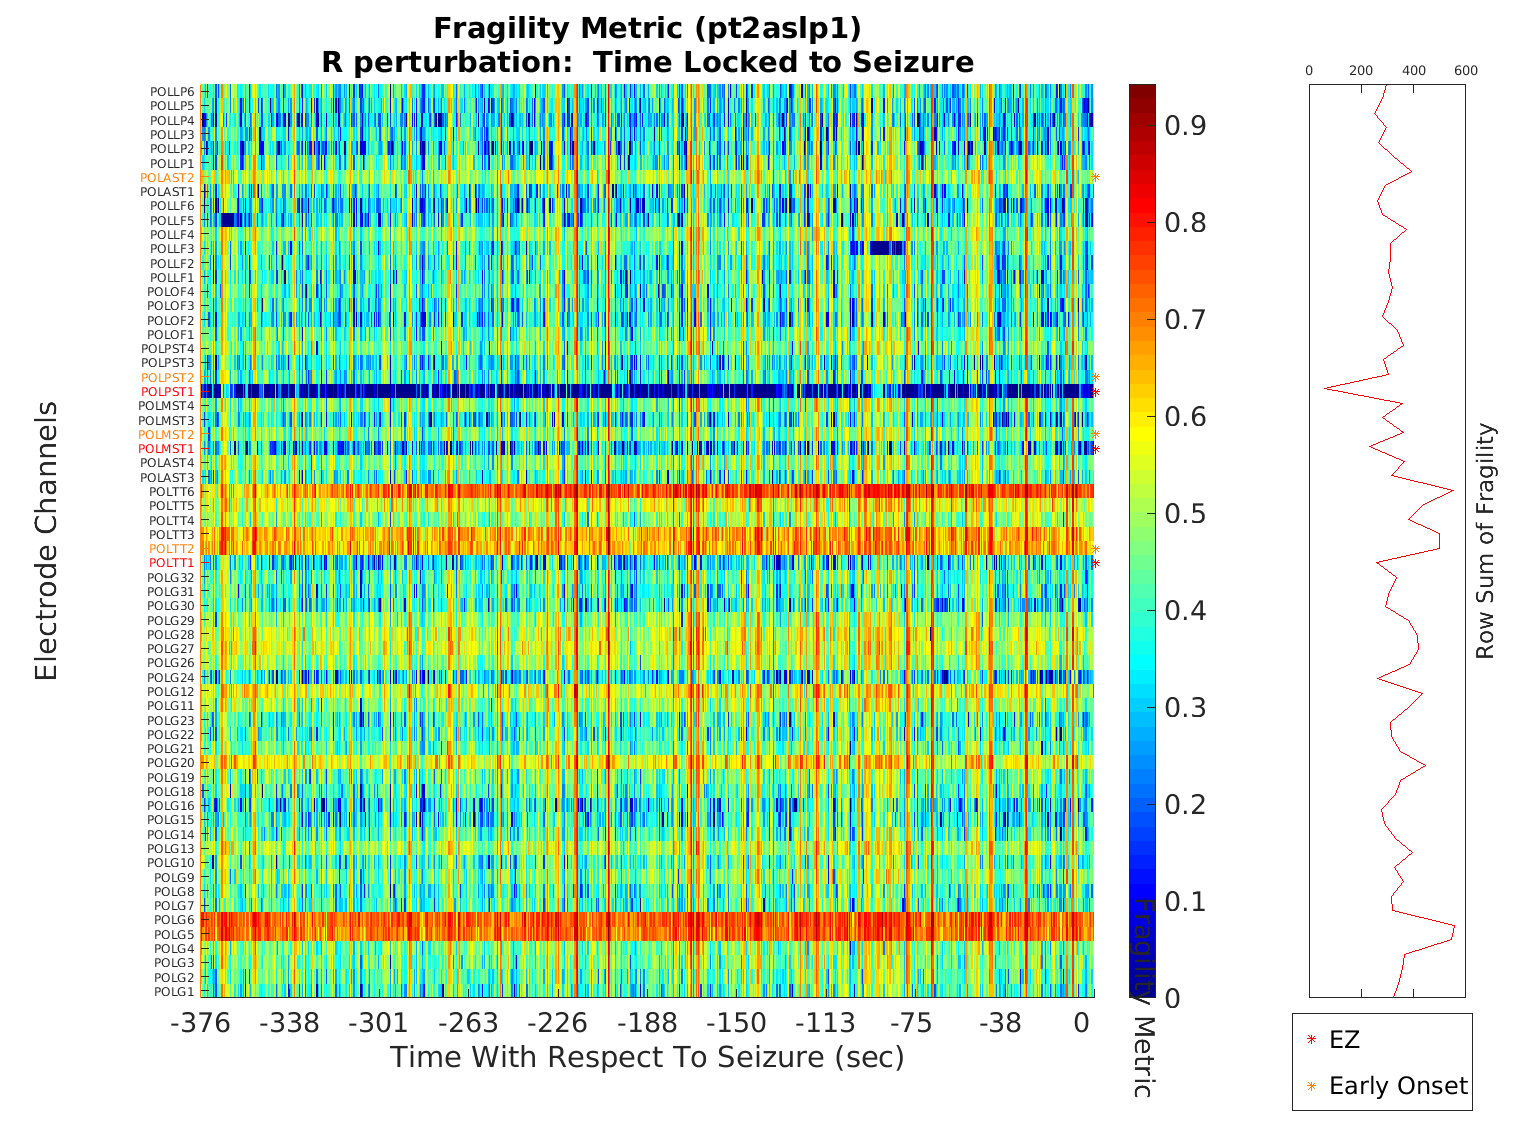 Fragility Metric (pt2aslp1)
R perturbation:  Time Locked to Seizure
Electrode Channels
POLLP6
POLLP5
POLLP4
POLLP3
POLLP2
POLLP1
POLAST2
POLAST1
POLLF6
POLLF5
POLLF4
POLLF3
POLLF2
POLLF1
POLOF4
POLOF3
POLOF2
POLOF1
POLPST4
POLPST3
POLPST2
POLPST1
POLMST4
POLMST3
POLMST2
POLMST1
POLAST4
POLAST3
POLTT6
POLTT5
POLTT4
POLTT3
POLTT2
POLTT1
POLG32
POLG31
POLG30
POLG29
POLG28
POLG27
POLG26
POLG24
POLG12
POLG11
POLG23
POLG22
POLG21
POLG20
POLG19
POLG18
POLG16
POLG15
POLG14
POLG13
POLG10
POLG9
POLG8
POLG7
POLG6
POLG5
POLG4
POLG3
POLG2
POLG1
-376 -338 -301 -263 -226 -188 -150 -113 -75 -38 0
Time With Respect To Seizure (sec)
0.9
0.8
0.7
0.6
0.5
0.4
0.3
0.2
0.1
0
Fragility Metric
0 200 400 600
Row Sum of Fragility
EZ
Early Onset